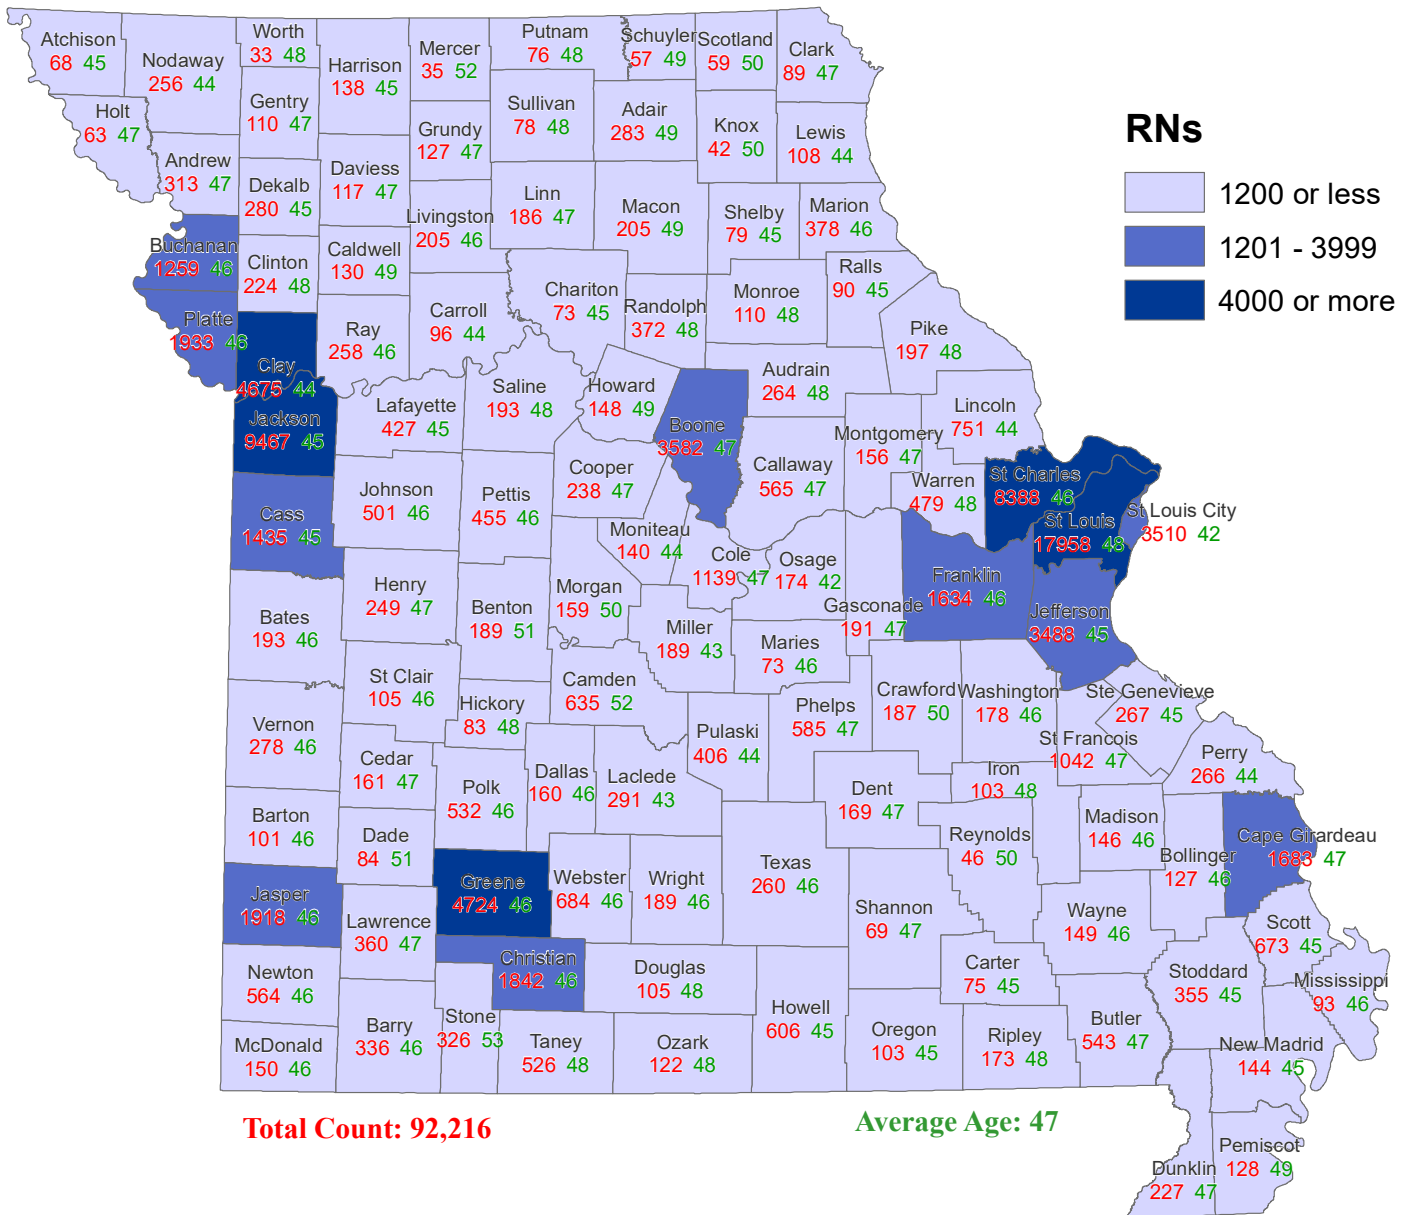 Atchison
68 45
Nodaway
256 44
Worth
33 48
Harrison
138 45
Mercer
35 52
Putnam
76 48
Schuyler
57 49
Scotland
59 50
Clark
89 47
Holt
63 47
Gentry
110 47
Sullivan
78 48
Adair
283 49
Knox
42 50
Lewis
108 44
Grundy
127 47
Andrew
313 47
Dekalb
280 45
Daviess
117 47
Livingston
205 46
Linn
186 47
Macon
205 49
Shelby
79 45
Marion
378 46
Buchanan
1259 46
Clinton
224 48
Caldwell
130 49
Chariton
73 45
Randolph
372 48
Monroe
110 48
Ralls
90 45
Platte
1933 46
Clay
4675 44
Ray
258 46
Carroll
96 44
Pike
197 48
Audrain
264 48
Jackson
9467 45
Lafayette
427 45
Saline
193 48
Howard
148 49
Boone
3582 47
Lincoln
751 44
Montgomery
156 47
Callaway
565 47
Cooper
238 47
Warren
479 48
St Charles
8388 46
St Louis City
3510 42
St Louis
17958 48
Cass
1435 45
Johnson
501 46
Pettis
455 46
Moniteau
140 44
Cole
1139 47
Osage
174 42
Gasconade
191 47
Franklin
1634 46
Jefferson
3488 45
Bates
193 46
Henry
249 47
Benton
189 51
Morgan
159 50
Miller
189 43
Maries
73 46
St Clair
105 46
Hickory
83 48
Camden
635 52
Pulaski
406 44
Phelps
585 47
Crawford
187 50
Washington
178 46
Ste Genevieve
267 45
St Francois
1042 47
Perry
266 44
Vernon
278 46
Cedar
161 47
Polk
532 46
Dallas
160 46
Laclede
291 43
Dent
169 47
Iron
103 48
Madison
146 46
Reynolds
46 50
Bollinger
127 46
Cape Girardeau
1683 47
Barton
101 46
Dade
84 51
Greene
4724 46
Webster
684 46
Wright
189 46
Texas
260 46
Shannon
69 47
Wayne
149 46
Scott
673 45
Jasper
1918 46
Lawrence
360 47
Christian
1842 46
Douglas
105 48
Howell
606 45
Carter
75 45
Stoddard
355 45
Mississippi
93 46
Newton
564 46
McDonald
150 46
Barry
336 46
Stone
326 53
Taney
526 48
Ozark
122 48
Oregon
103 45
Ripley
173 48
Butler
543 47
New Madrid
144 45
Pemiscot
128 49
Dunklin
227 47
RNs
1200 or less
1201 - 3999
4000 or more
Total Count: 92,216
Average Age: 47